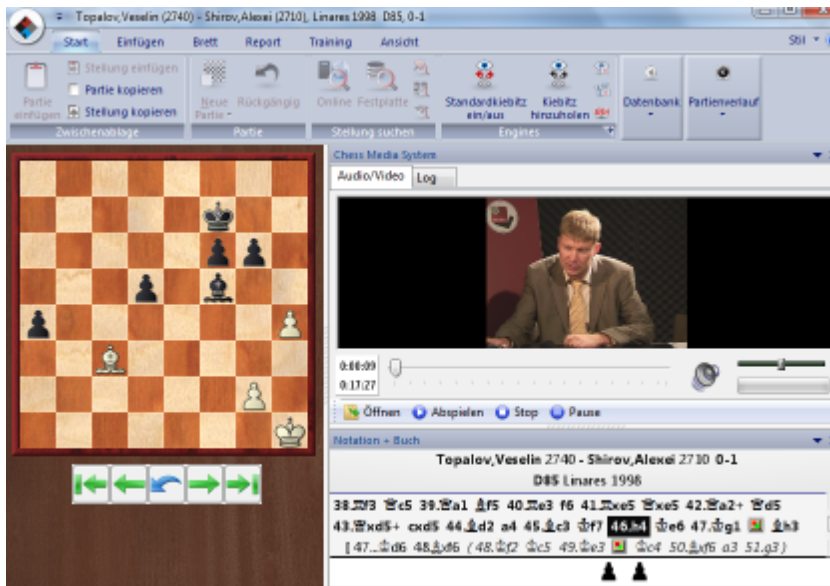 Topalov,Veselin (2740) - Shirov,Alexei (2710), Linares 1998 D85, 0-1
Start Einfügen Brett Report Training Ansicht Stil
Stellung einfügen
Partie kopieren
Stellung kopieren
Partie einfügen
Zwischenablage
Neue Partie
Rückgängig
Partie
Online Festplatte
Stellung suchen
Standardkiebitz ein/aus
Kiebitz hinzuholen
Engines
Datenbank
Partienverlauf
Chess Media System
Audio/Video Log
0:00:09
0:17:27
Öffnen Abspielen Stop Pause
Notation + Buch
Topalov,Veselin 2740 - Shirov,Alexei 2710 0-1
D85 Linares 1998
38.♖f3 ♕c5 39.♕a1 ♗f5 40.♖e3 f6 41.♖xe5 ♕xe5 42.♕a2+ ♕d5
43.♕xd5+ cxd5 44.♗d2 a4 45.♗c3 ♔f7 46.h4 ♔e6 47.♔g1 ♗h3
[ 47...♔d6 48.♗xf6 ( 48.♔f2 ♔c5 49.♔e3 ♔c4 50.♗xf6 a3 51.g3 )